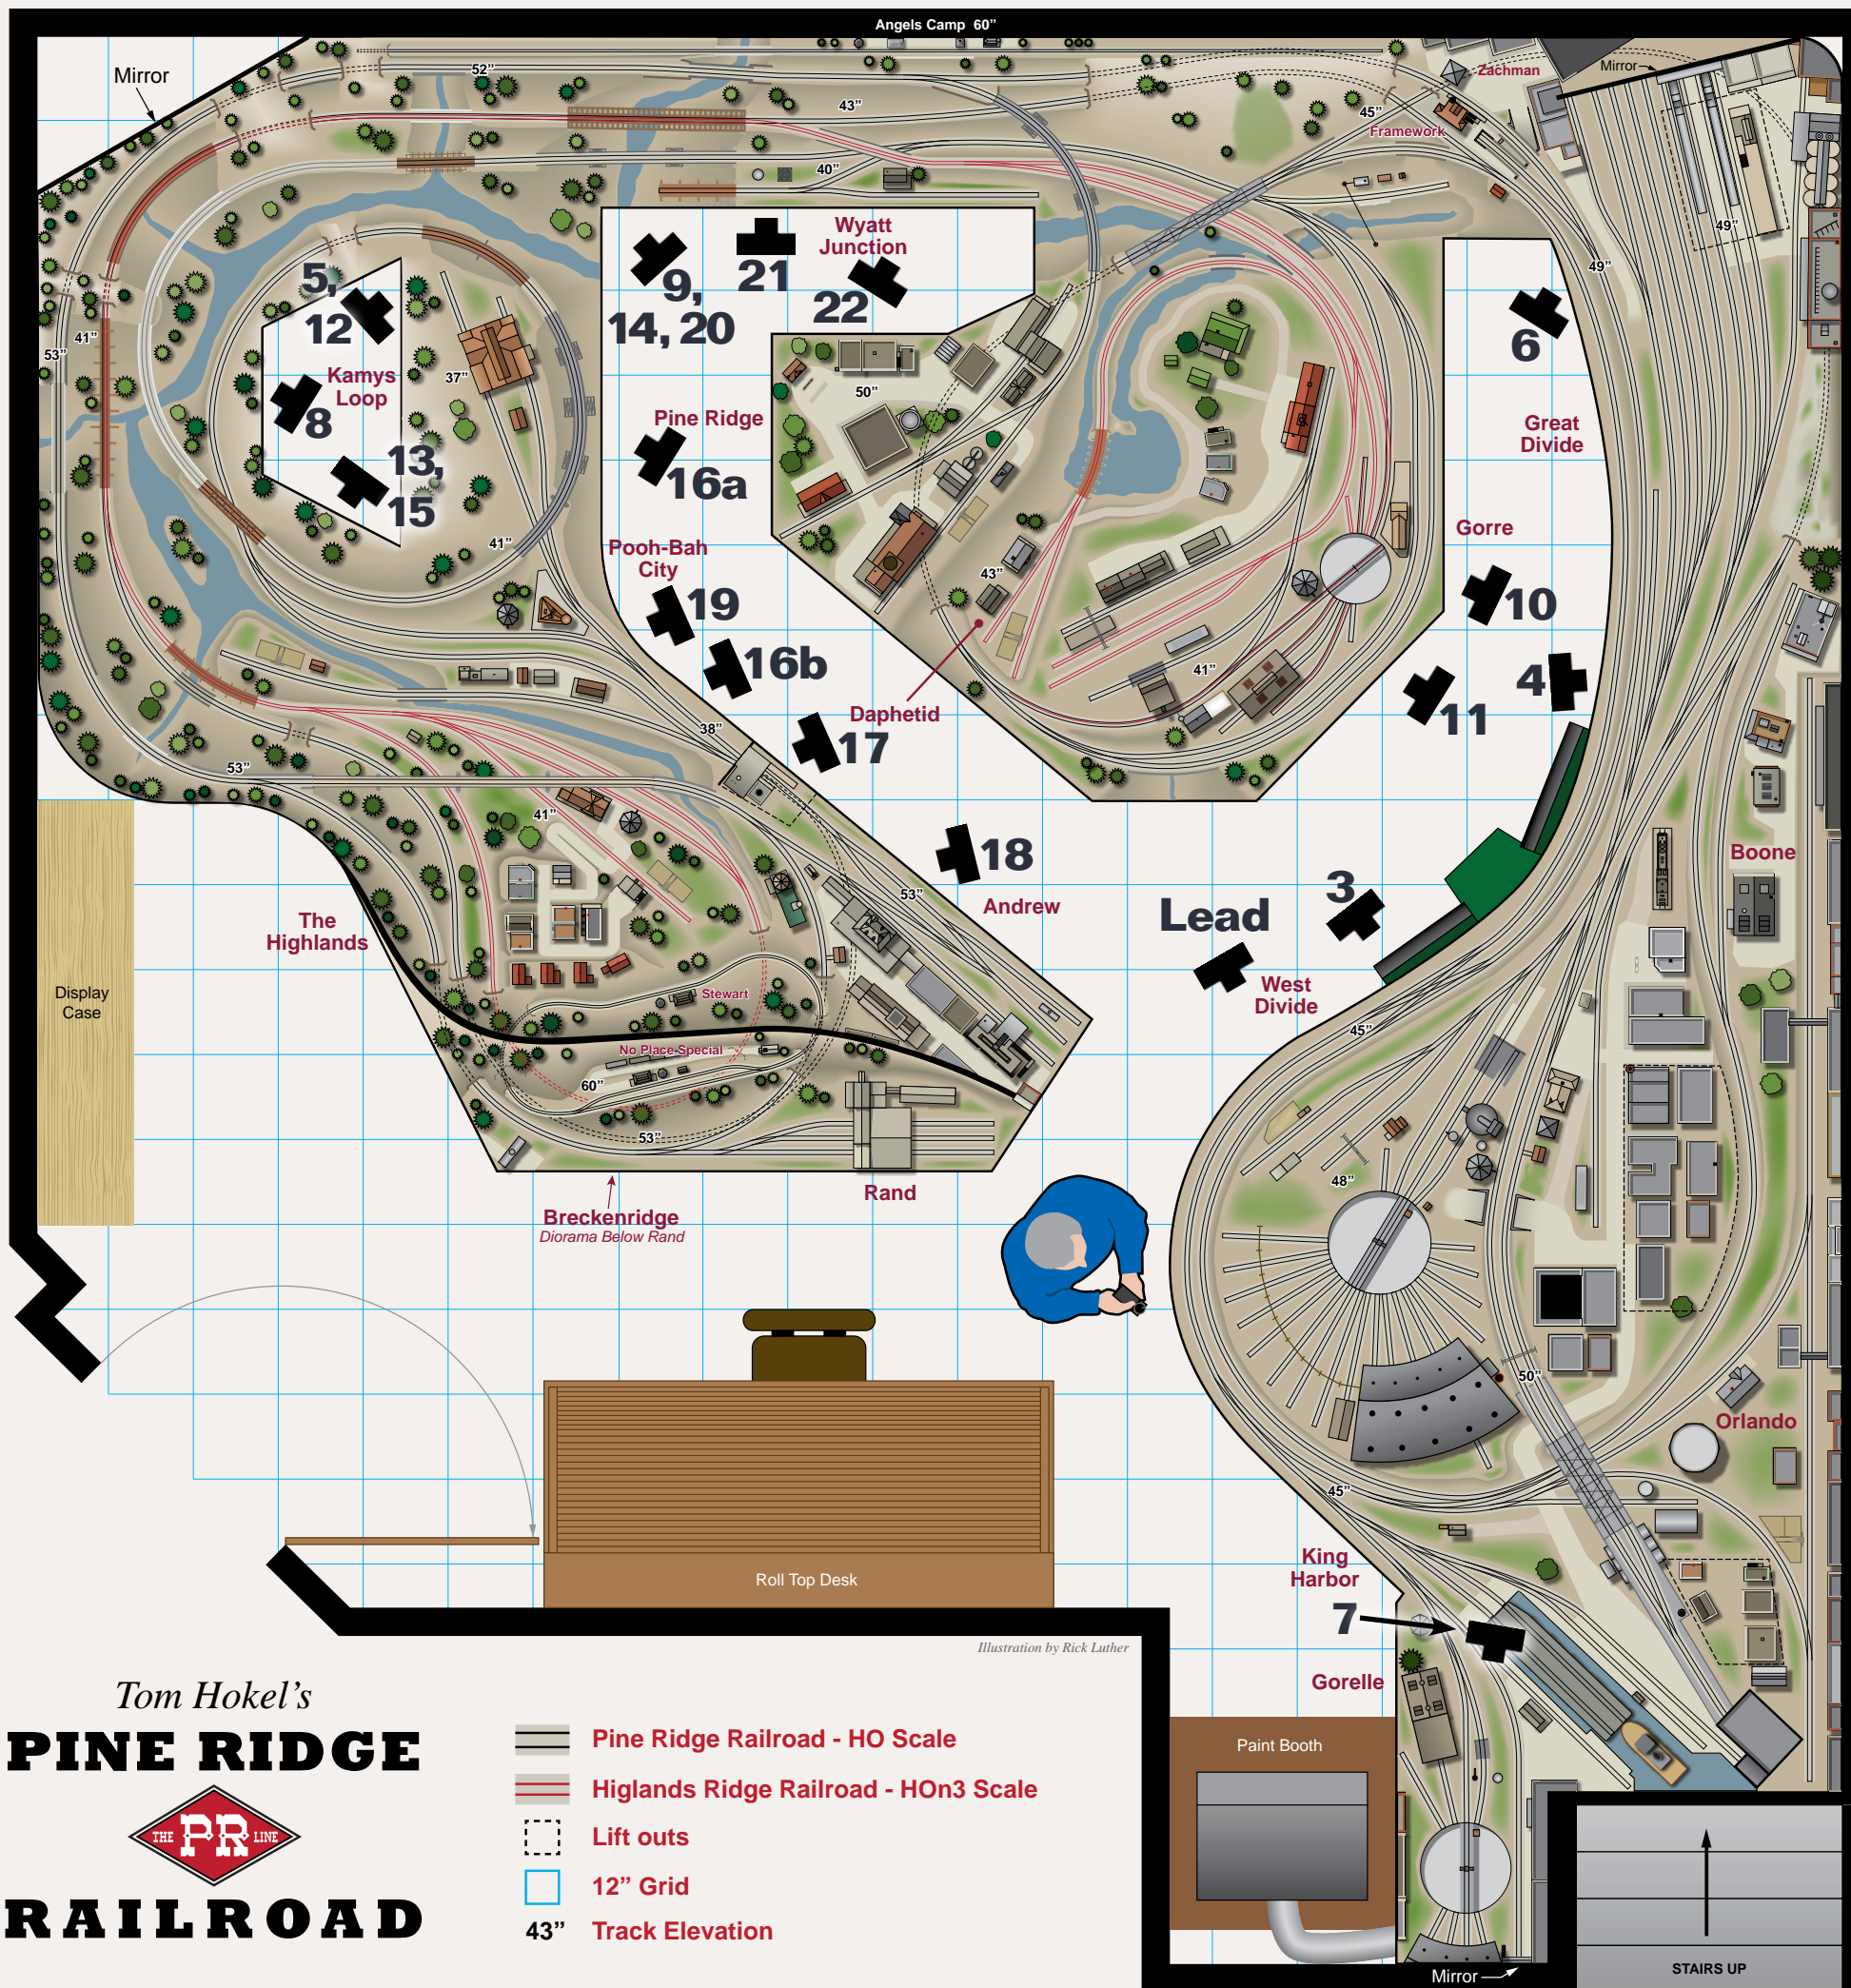 Angels Camp 60”
Mirror
52”
43”
45”
Zachman
Mirror
Framework
40”
49”
49”
Wyatt
Junction
21
22
9,
14, 20
5,
12
Kamys
Loop
8
13,
15
37”
41”
53”
41”
Pine Ridge
16a
50”
Pooh-Bah
City
19
16b
17
43”
Daphetid
41”
6
Great
Divide
Gorre
10
4
11
38”
53”
41”
18
53”
Andrew
3
Lead
West
Divide
Boone
The
Highlands
Display
Case
Stewart
No Place Special
60”
53”
Rand
Breckenridge
Diorama Below Rand
45”
48”
50”
Orlando
45”
King
Harbor
7
Gorelle
Roll Top Desk
Illustration by Rick Luther
Paint Booth
Mirror
STAIRS UP
Tom Hokel’s
PINE RIDGE
THE PR LINE
RAILROAD
Pine Ridge Railroad - HO Scale
Higlands Ridge Railroad - HOn3 Scale
Lift outs
12” Grid
43” Track Elevation